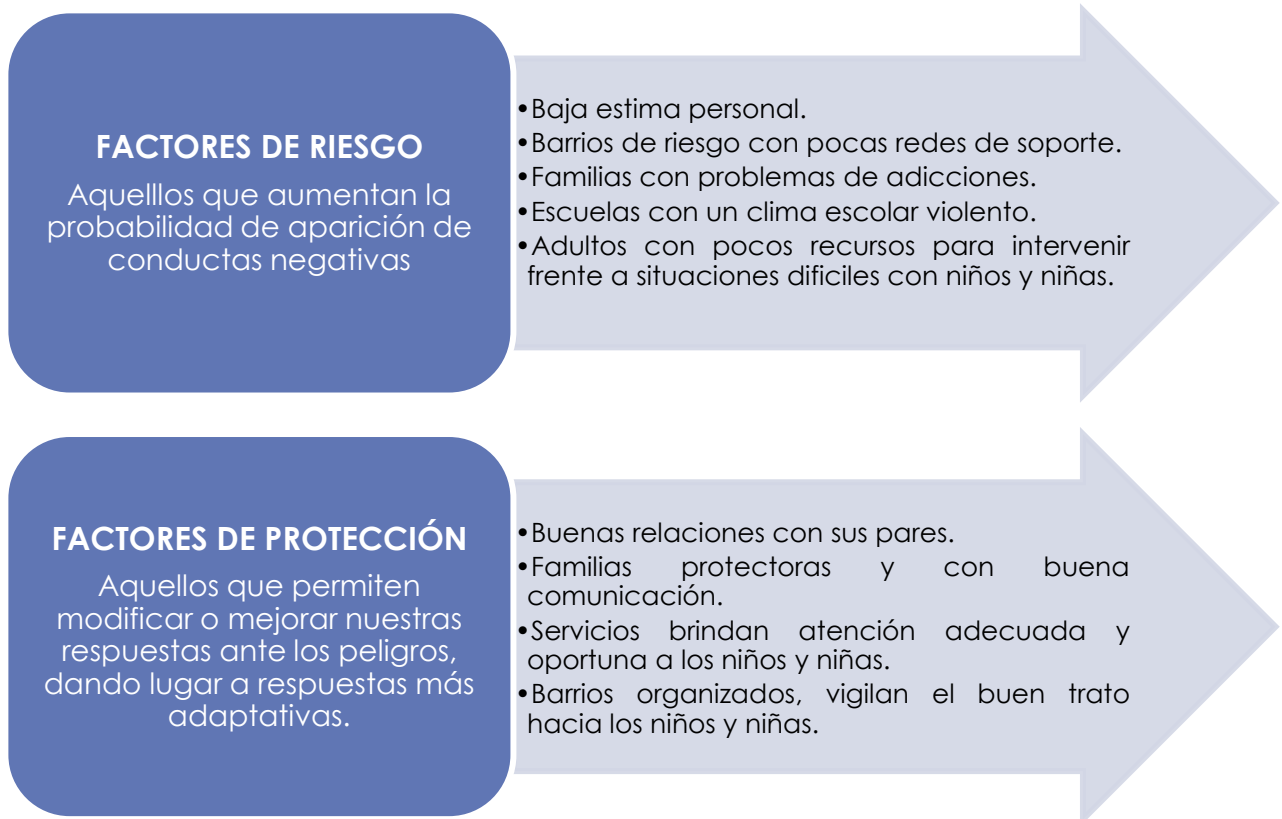 FACTORES DE RIESGO
Aquelllos que aumentan la
probabilidad de aparición de
conductas negativas
•Baja estima personal.
•Barrios de riesgo con pocas redes de soporte.
•Familias con problemas de adicciones.
•Escuelas con un clima escolar violento.
•Adultos con pocos recursos para intervenir
frente a situaciones dificiles con niños y niñas.
FACTORES DE PROTECCIÓN
Aquellos que permiten
modificar o mejorar nuestras
respuestas ante los peligros,
dando lugar a respuestas más
adaptativas.
•Buenas relaciones con sus pares.
•Familias protectoras y con buena
comunicación.
•Servicios brindan atención adecuada y
oportuna a los niños y niñas.
•Barrios organizados, vigilan el buen trato
hacia los niños y niñas.